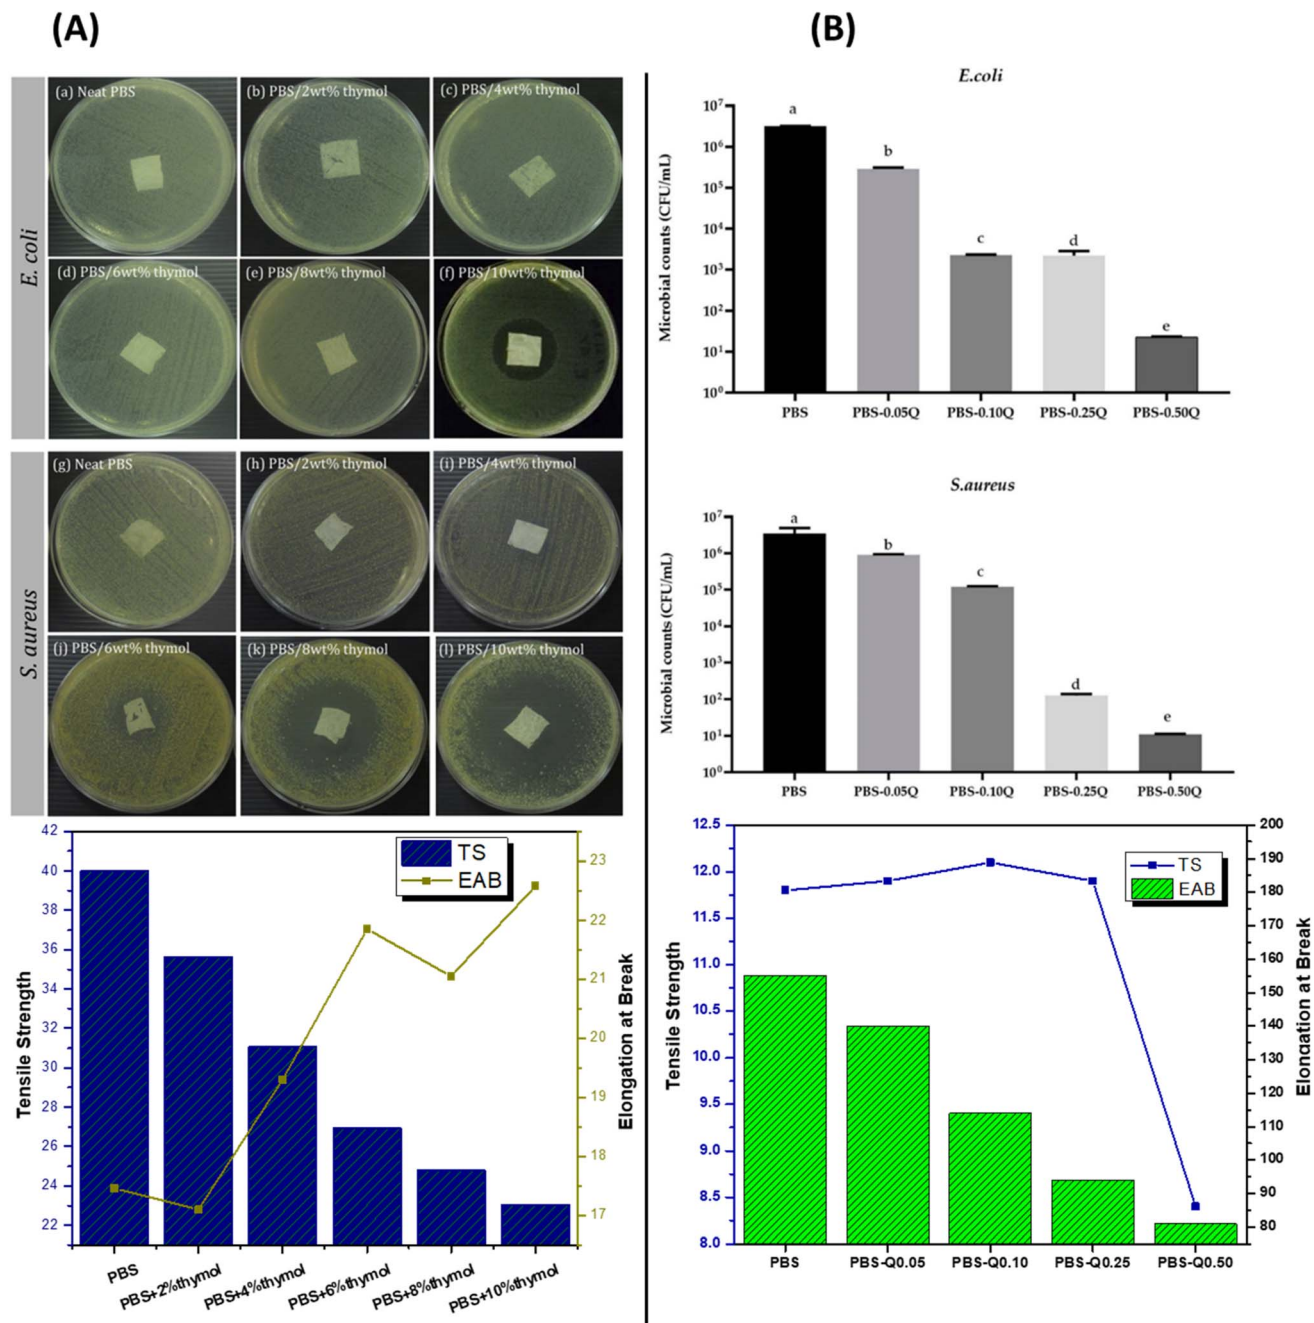 (A)
(B)
E. coli
(a) Neat PBS
(b) PBS/2wt% thymol
(c) PBS/4wt% thymol
(d) PBS/6wt% thymol
(e) PBS/8wt% thymol
(f) PBS/10wt% thymol
S. aureus
(g) Neat PBS
(h) PBS/2wt% thymol
(i) PBS/4wt% thymol
(j) PBS/6wt% thymol
(k) PBS/8wt% thymol
(l) PBS/10wt% thymol
Tensile Strength
42
40
38
36
34
32
31
29
27
26
24
22
TS
EAB
23
22
21
20
19
18
17
Elongation at Break
PBS
PBS+2%thymol
PBS+4%thymol
PBS+6%thymol
PBS+8%thymol
PBS+10%thymol
E.coli
Microbial counts (CFU/mL)
10⁷
10⁶
10⁵
10⁴
10³
10²
10¹
10⁰
a
b
c
d
e
PBS
PBS-0.05Q
PBS-0.10Q
PBS-0.25Q
PBS-0.50Q
S.aureus
Microbial counts (CFU/mL)
10⁷
10⁶
10⁵
10⁴
10³
10²
10¹
10⁰
a
b
c
d
e
PBS
PBS-0.05Q
PBS-0.10Q
PBS-0.25Q
PBS-0.50Q
Tensile Strength
12.5
12.0
11.5
11.0
10.5
10.0
9.5
9.0
8.5
8.0
TS
EAB
200
190
180
170
160
150
140
130
120
110
100
90
80
Elongation at Break
PBS
PBS-Q0.05
PBS-Q0.10
PBS-Q0.25
PBS-Q0.50